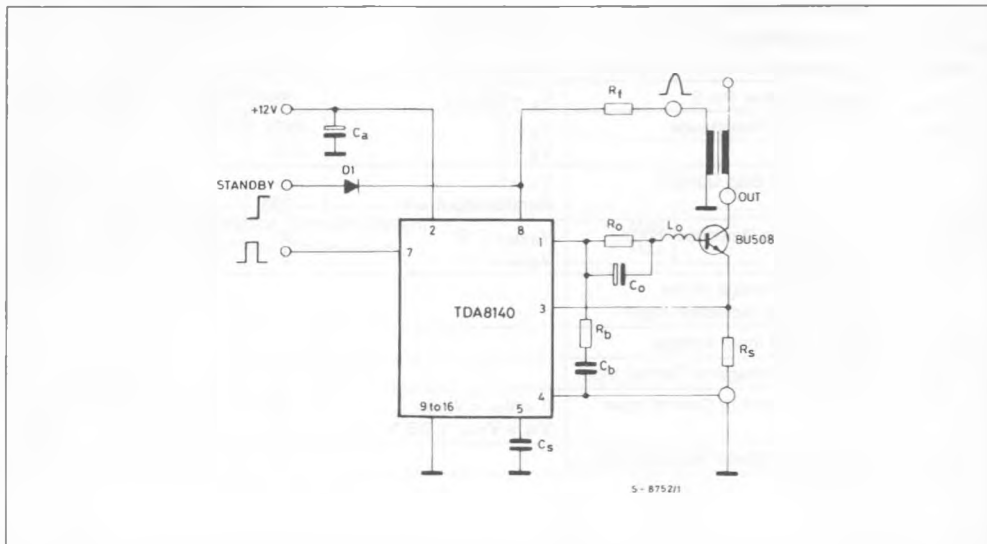 +12V
Ca
Rf
STANDBY
D1
OUT
2
8
1
Ro
Lo
BU508
7
Co
TDA8140
3
Rb
Rs
Cb
4
9 to 16
5
Cs
S - 8752/1